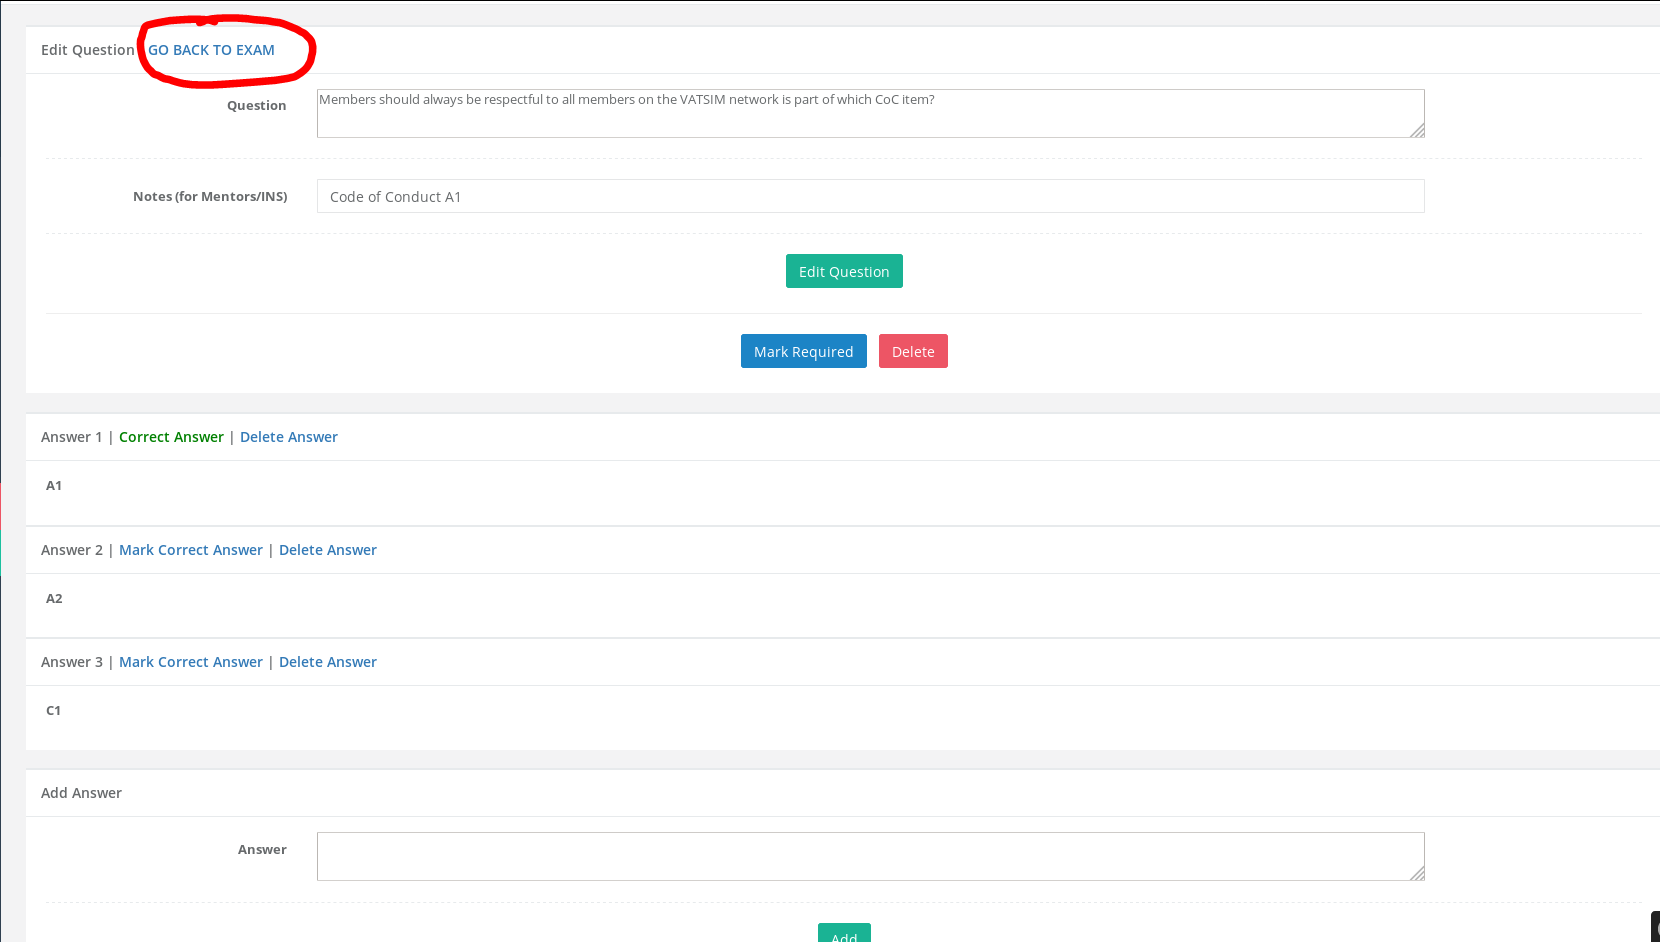 Edit Question GO BACK TO EXAM
Question
Members should always be respectful to all members on the VATSIM network is part of which CoC item?
Notes (for Mentors/INS)
Code of Conduct A1
Edit Question
Mark Required Delete
Answer 1 | Correct Answer | Delete Answer
A1
Answer 2 | Mark Correct Answer | Delete Answer
A2
Answer 3 | Mark Correct Answer | Delete Answer
C1
Add Answer
Answer
Add